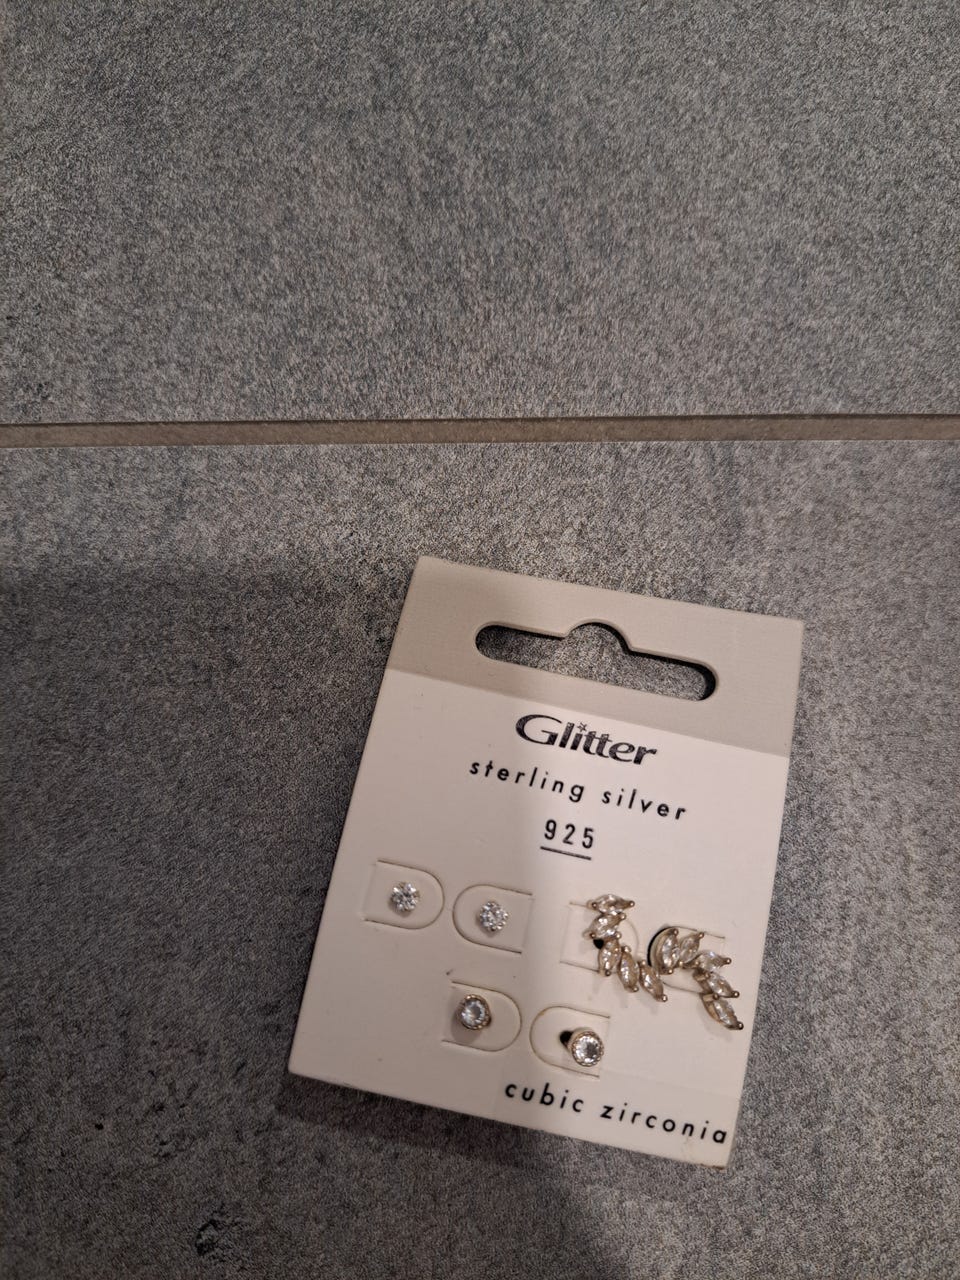 Glitter
sterling silver
925
cubic zirconia